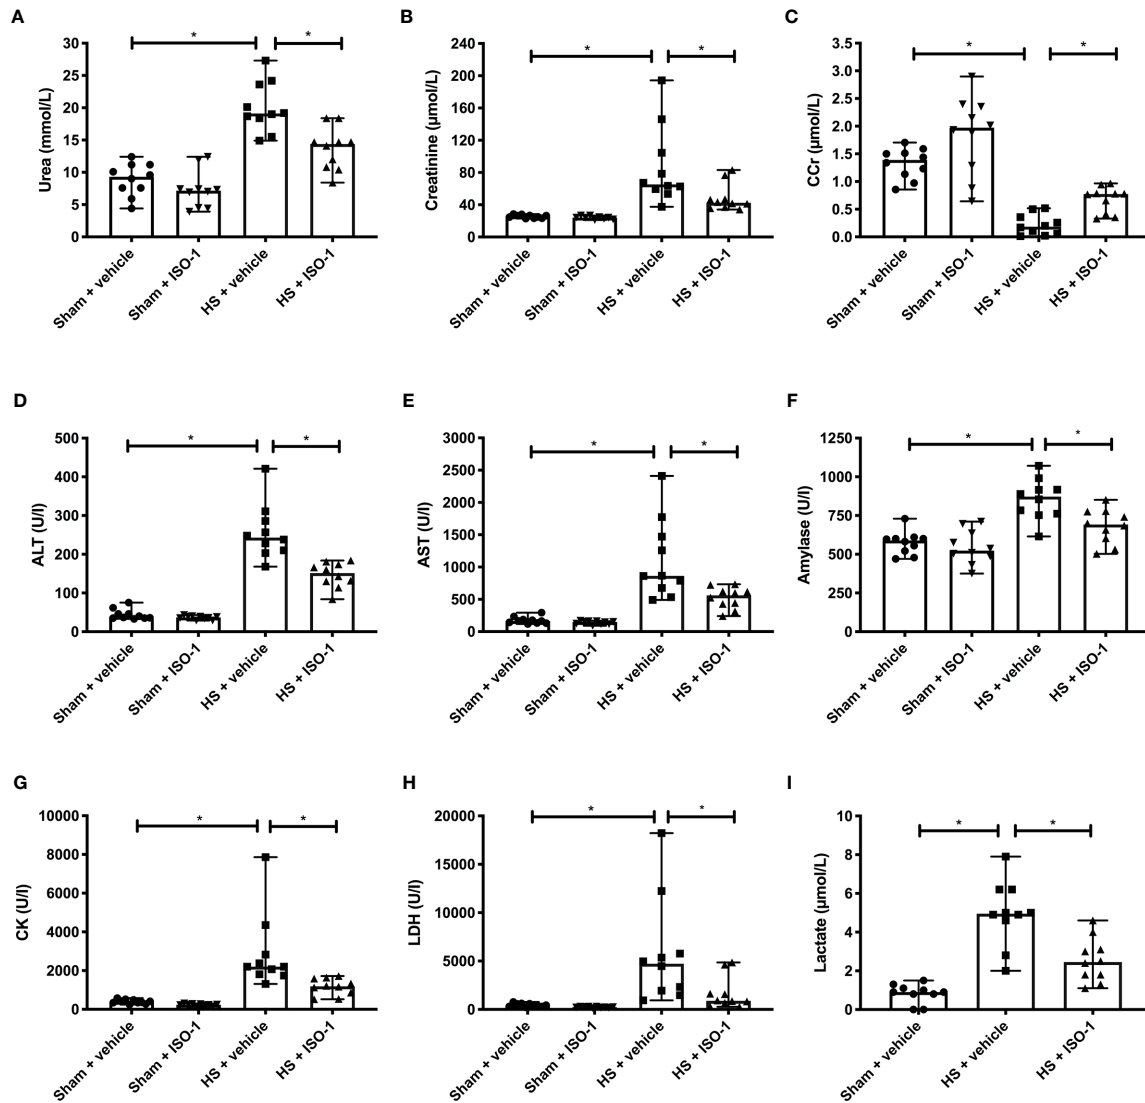 A
Urea (mmol/L)
30
25
20
15
10
5
0
*
*
Sham + vehicle
Sham + ISO-1
HS + vehicle
HS + ISO-1
B
Creatinine (µmol/L)
240
200
160
120
80
40
0
*
*
Sham + vehicle
Sham + ISO-1
HS + vehicle
HS + ISO-1
C
CCr (µmol/L)
3.5
3.0
2.5
2.0
1.5
1.0
0.5
0.0
*
*
Sham + vehicle
Sham + ISO-1
HS + vehicle
HS + ISO-1
D
ALT (U/l)
500
400
300
200
100
0
*
*
Sham + vehicle
Sham + ISO-1
HS + vehicle
HS + ISO-1
E
AST (U/l)
3000
2500
2000
1500
1000
500
0
*
*
Sham + vehicle
Sham + ISO-1
HS + vehicle
HS + ISO-1
F
Amylase (U/l)
1250
1000
750
500
250
0
*
*
Sham + vehicle
Sham + ISO-1
HS + vehicle
HS + ISO-1
G
CK (U/l)
10000
8000
6000
4000
2000
0
*
*
Sham + vehicle
Sham + ISO-1
HS + vehicle
HS + ISO-1
H
LDH (U/l)
20000
15000
10000
5000
0
*
*
Sham + vehicle
Sham + ISO-1
HS + vehicle
HS + ISO-1
I
Lactate (µmol/L)
10
8
6
4
2
0
*
*
Sham + vehicle
HS + vehicle
HS + ISO-1